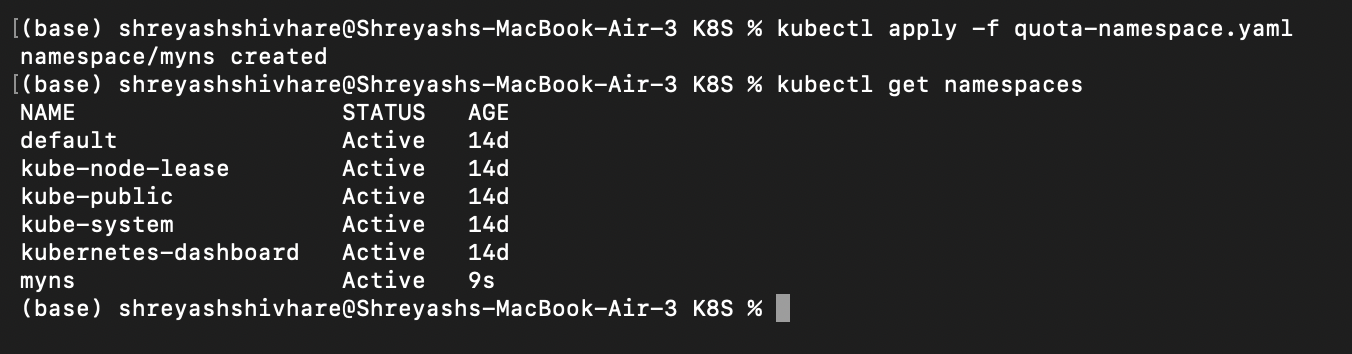 [(base) shreyashshivhare@Shreyashs-MacBook-Air-3 K8S % kubectl apply -f quota-namespace.yaml
namespace/myns created
[(base) shreyashshivhare@Shreyashs-MacBook-Air-3 K8S % kubectl get namespaces
NAME                   STATUS   AGE
default                Active   14d
kube-node-lease        Active   14d
kube-public            Active   14d
kube-system            Active   14d
kubernetes-dashboard   Active   14d
myns                   Active   9s
(base) shreyashshivhare@Shreyashs-MacBook-Air-3 K8S %